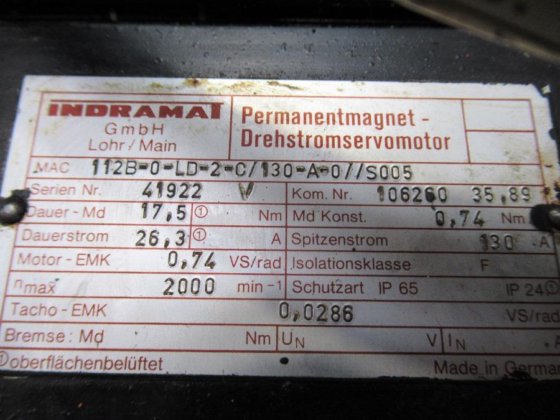 INDRAMAT
GmbH
Lohr / Main
Permanentmagnet -
Drehstromservomotor
MAC 112B-0-LD-2-C/130-A-0//S005
Serien Nr. 41922 V Kom. Nr. 106260 35,89
Dauer-Md 17,5 ① Nm Md Konst. 0,74 Nm
Dauerstrom 26,3 ① A Spitzenstrom 130 A
Motor-EMK 0,74 VS/rad Isolationsklasse F
nmax 2000 min-1 Schutzart IP 65 IP 24①
Tacho-EMK 0,0286 VS/rad
Bremse: Md Nm UN V IN A
①oberflächenbelüftet Made in German